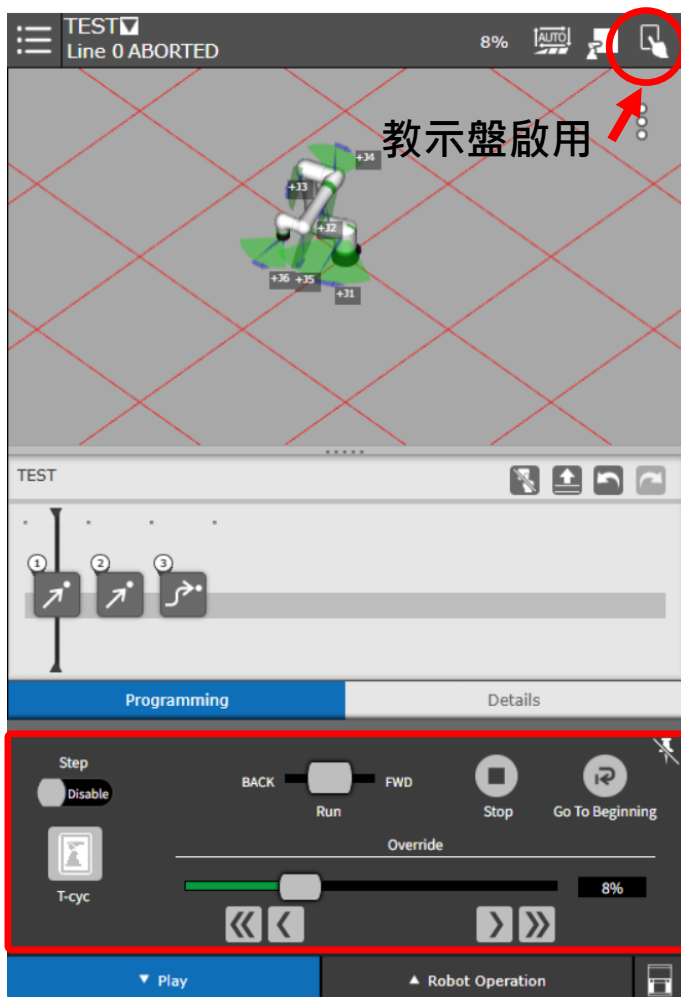 TEST
Line 0 ABORTED
8%
AUTO
教示盤啟用
+J4
+J3
+J2
+J6 +J5
+J1
TEST
1 2 3
Programming Details
Step
Disable
BACK FWD
Run
Stop
Go To Beginning
T-cyc
Override
8%
Play
Robot Operation